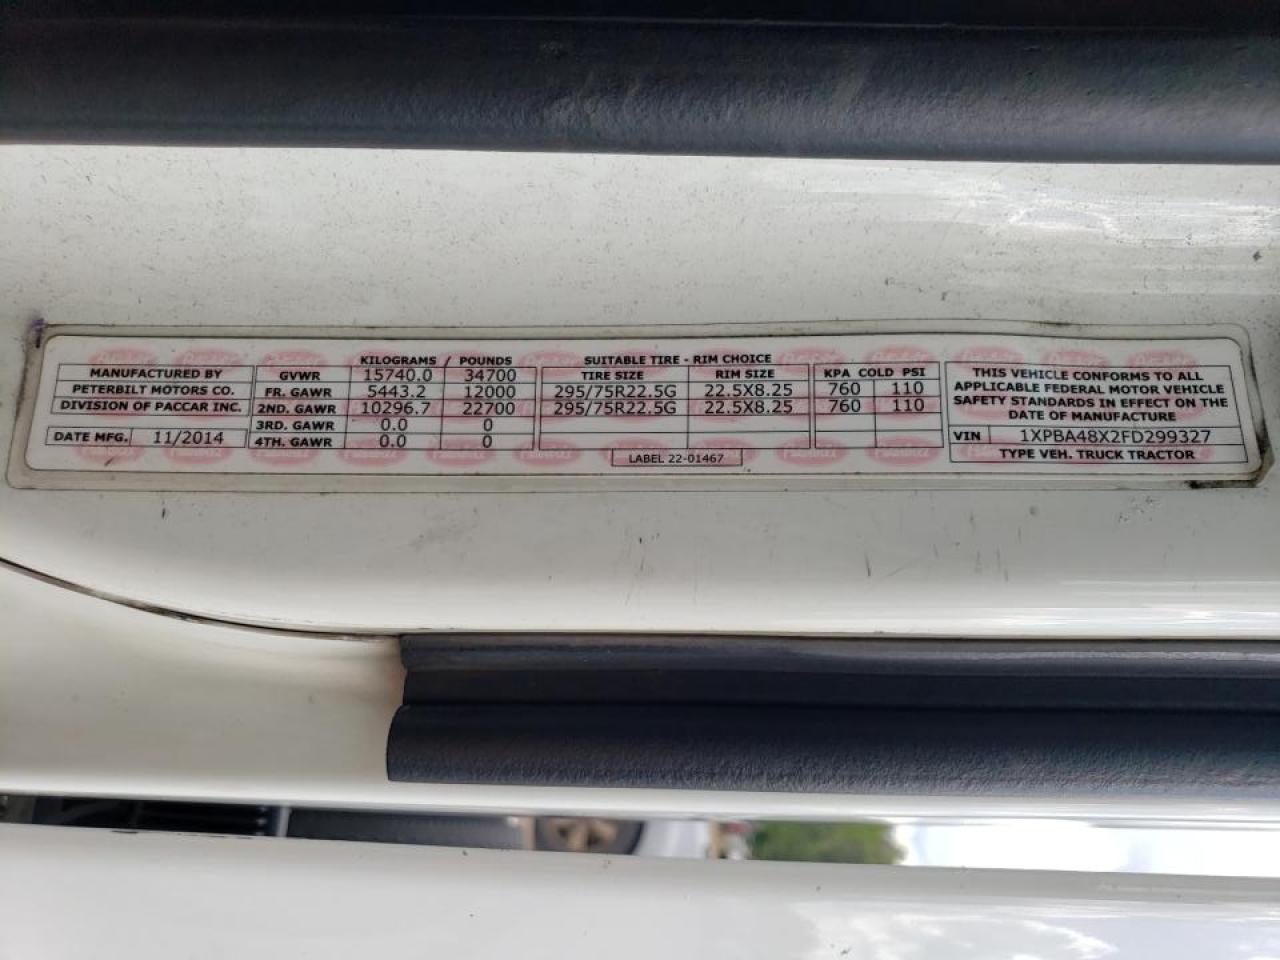 KILOGRAMS / POUNDS SUITABLE TIRE - RIM CHOICE
MANUFACTURED BY
PETERBILT MOTORS CO.
DIVISION OF PACCAR INC.
DATE MFG. 11/2014
GVWR 15740.0 34700
FR. GAWR 5443.2 12000
2ND. GAWR 10296.7 22700
3RD. GAWR 0.0 0
4TH. GAWR 0.0 0
TIRE SIZE RIM SIZE KPA COLD PSI
295/75R22.5G 22.5X8.25 760 110
295/75R22.5G 22.5X8.25 760 110
LABEL 22-01467
THIS VEHICLE CONFORMS TO ALL
APPLICABLE FEDERAL MOTOR VEHICLE
SAFETY STANDARDS IN EFFECT ON THE
DATE OF MANUFACTURE
VIN 1XPBA48X2FD299327
TYPE VEH. TRUCK TRACTOR